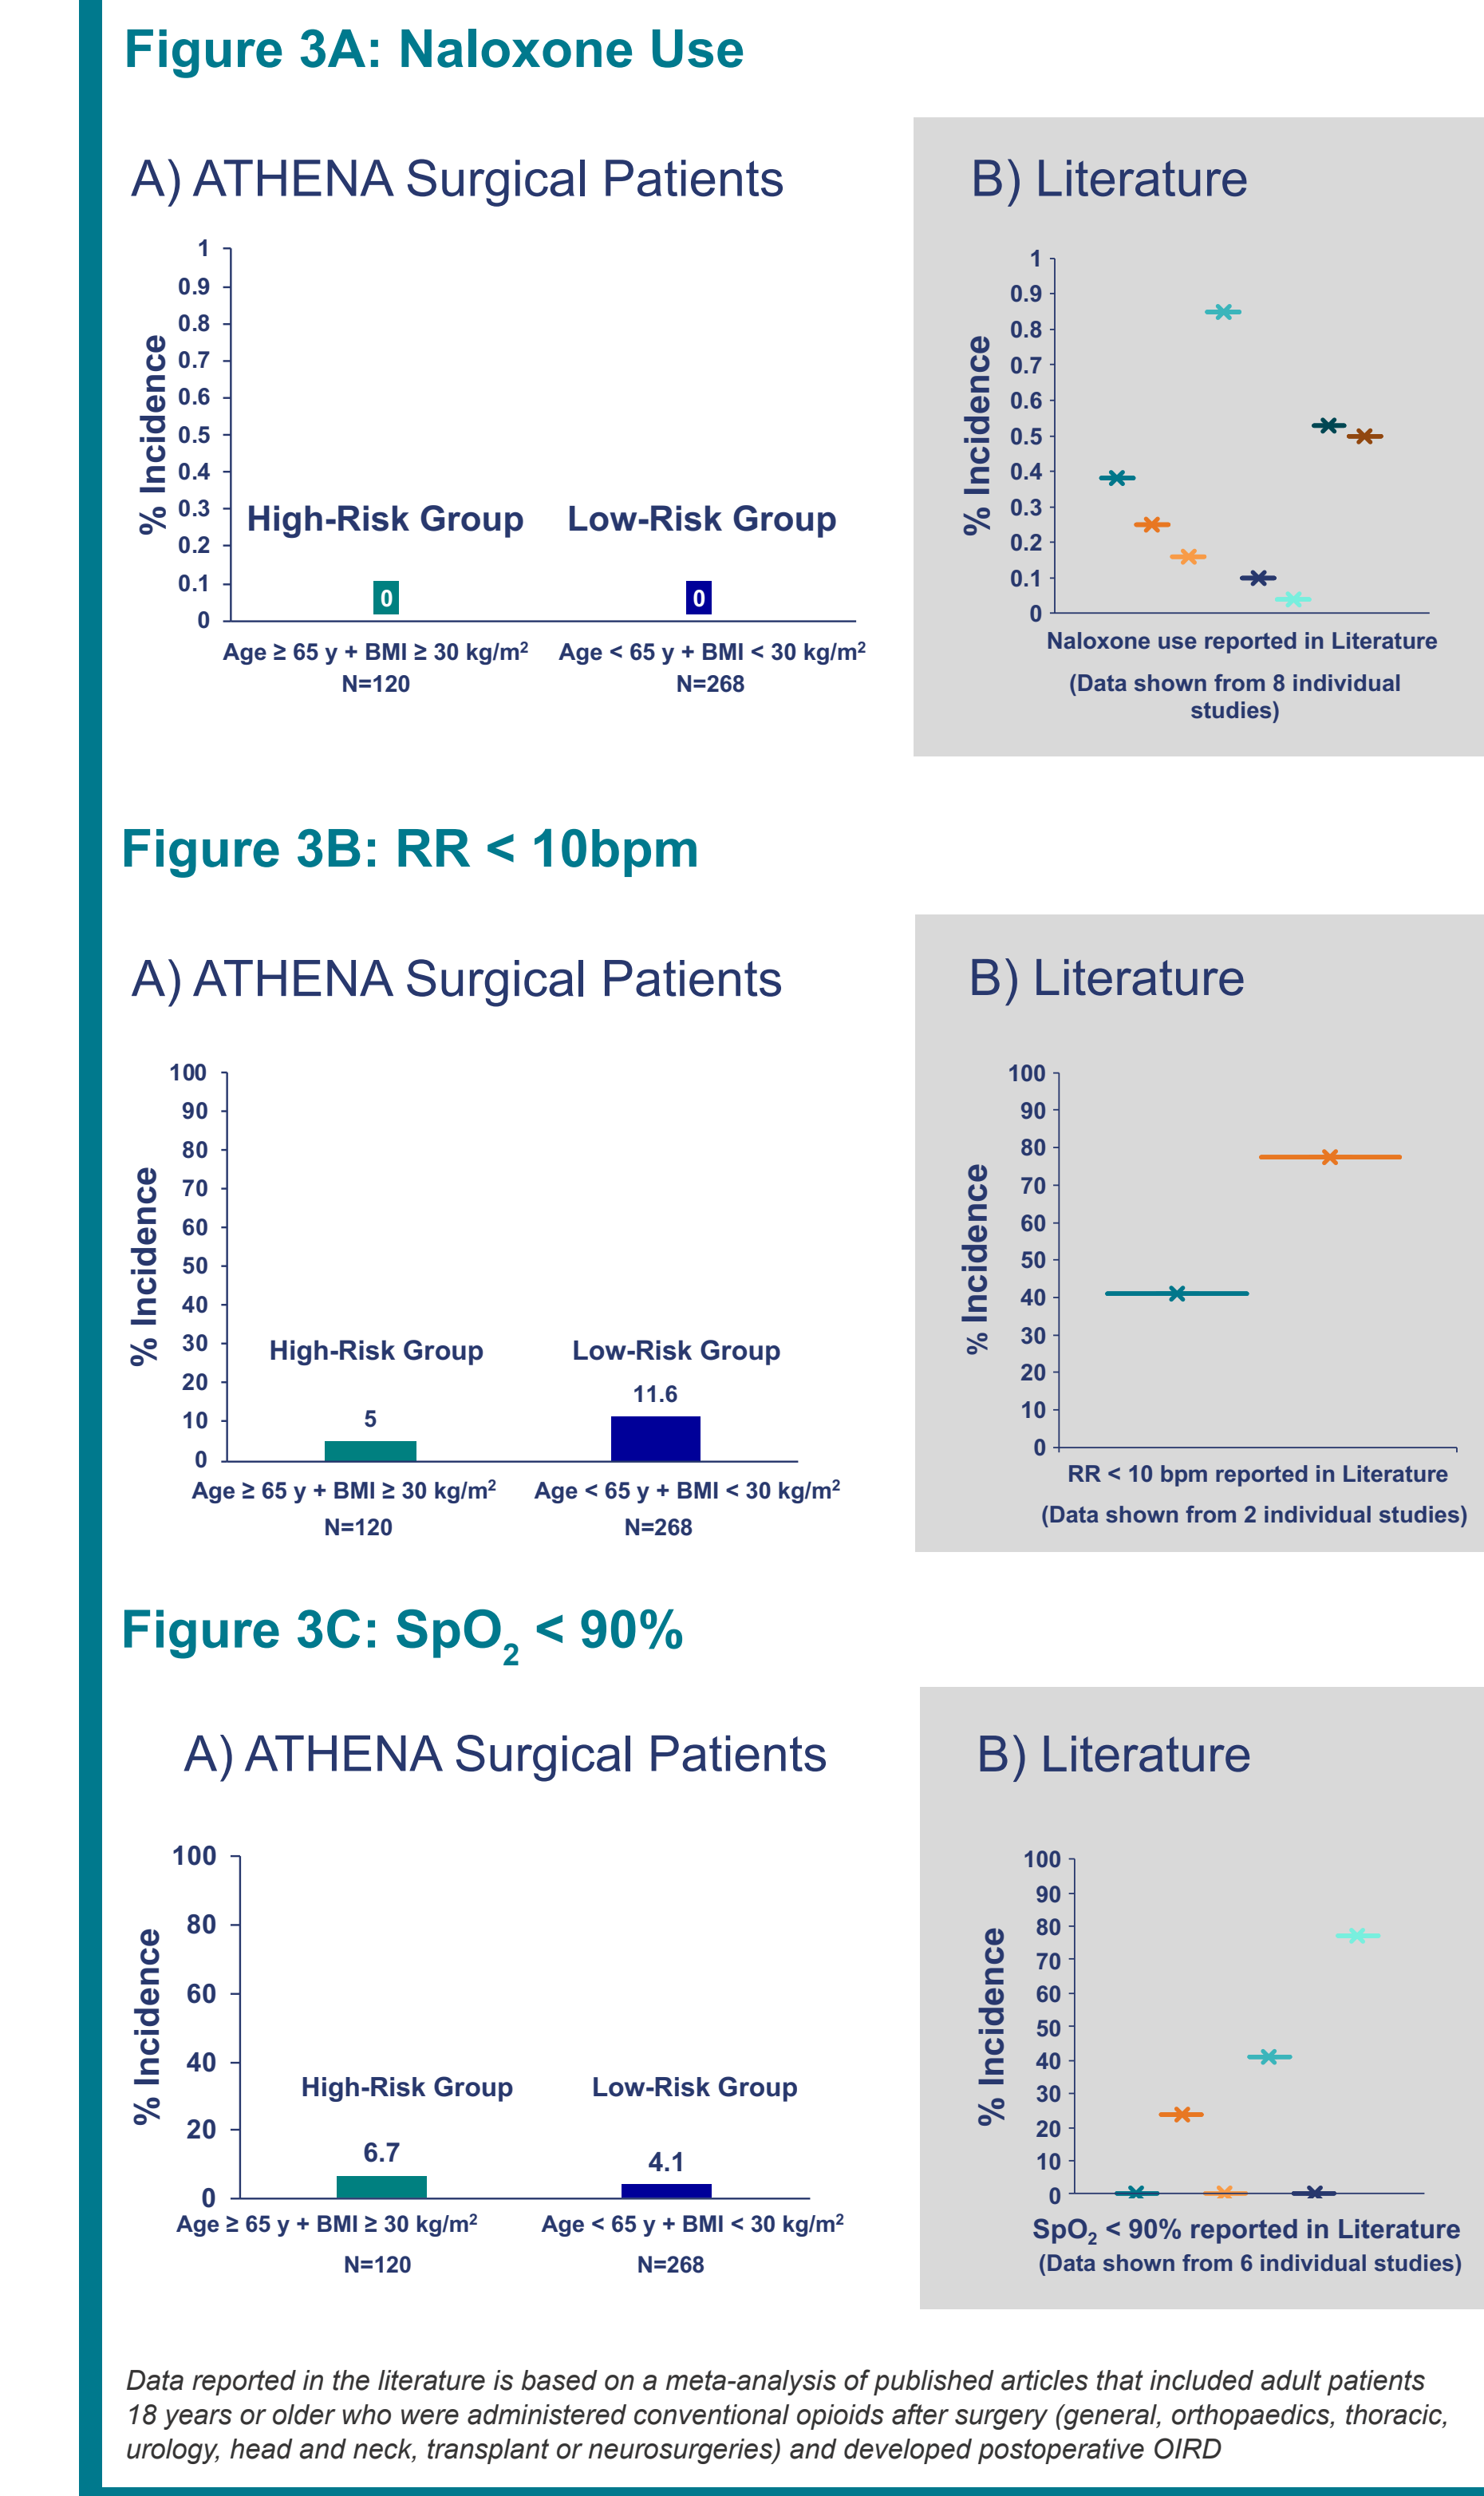 Figure 3A: Naloxone Use
A) ATHENA Surgical Patients
% Incidence
1
0.9
0.8
0.7
0.6
0.5
0.4
0.3
0.2
0.1
0
High-Risk Group
Low-Risk Group
0
0
Age ≥ 65 y + BMI ≥ 30 kg/m²
N=120
Age < 65 y + BMI < 30 kg/m²
N=268
B) Literature
% Incidence
1
0.9
0.8
0.7
0.6
0.5
0.4
0.3
0.2
0.1
0
Naloxone use reported in Literature
(Data shown from 8 individual
studies)
Figure 3B: RR < 10bpm
A) ATHENA Surgical Patients
% Incidence
100
90
80
70
60
50
40
30
20
10
0
High-Risk Group
Low-Risk Group
5
11.6
Age ≥ 65 y + BMI ≥ 30 kg/m²
N=120
Age < 65 y + BMI < 30 kg/m²
N=268
B) Literature
% Incidence
100
90
80
70
60
50
40
30
20
10
0
RR < 10 bpm reported in Literature
(Data shown from 2 individual studies)
Figure 3C: SpO₂ < 90%
A) ATHENA Surgical Patients
% Incidence
100
80
60
40
20
0
High-Risk Group
Low-Risk Group
6.7
4.1
Age ≥ 65 y + BMI ≥ 30 kg/m²
N=120
Age < 65 y + BMI < 30 kg/m²
N=268
B) Literature
% Incidence
100
90
80
70
60
50
40
30
20
10
0
SpO₂ < 90% reported in Literature
(Data shown from 6 individual studies)
Data reported in the literature is based on a meta-analysis of published articles that included adult patients
18 years or older who were administered conventional opioids after surgery (general, orthopaedics, thoracic,
urology, head and neck, transplant or neurosurgeries) and developed postoperative OIRD